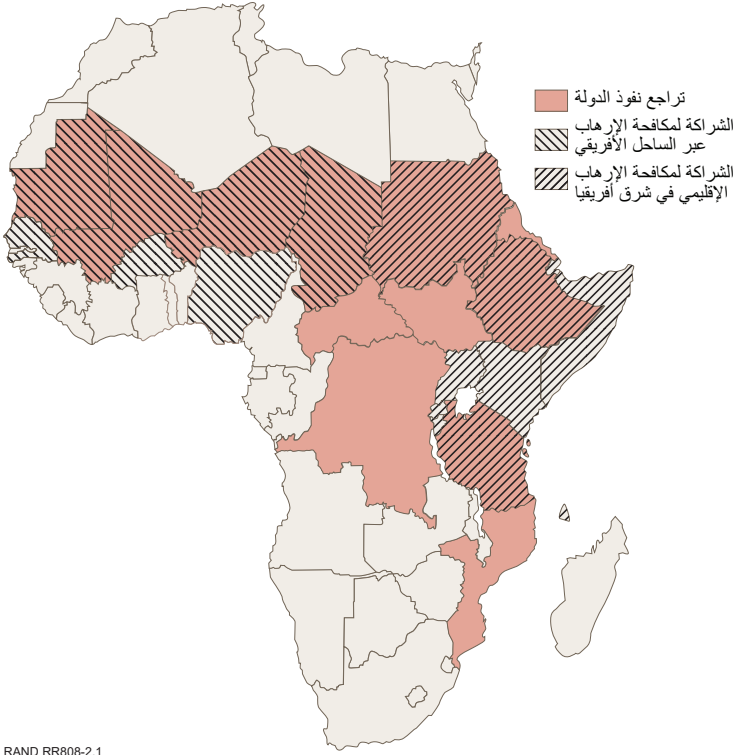 تراجع نفوذ الدولة
الشراكة لمكافحة الإرهاب
عبر الساحل الأفريقي
الشراكة لمكافحة الإرهاب
الإقليمي في شرق أفريقيا
RAND RR808-2.1